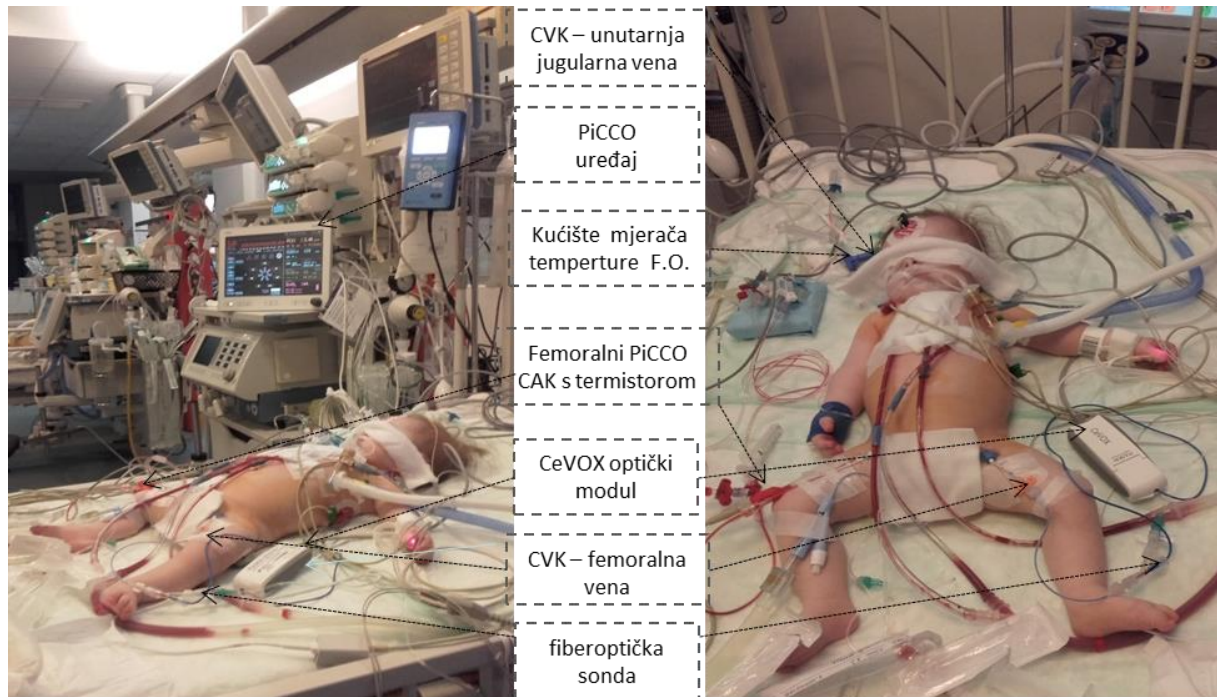 CVK – unutarnja
jugularna vena
PiCCO
uređaj
Kućište mjerača
temperture F.O.
Femoralni PiCCO
CAK s termistorom
CeVOX optički
modul
CVK – femoralna
vena
fiberoptička
sonda
CeVOX